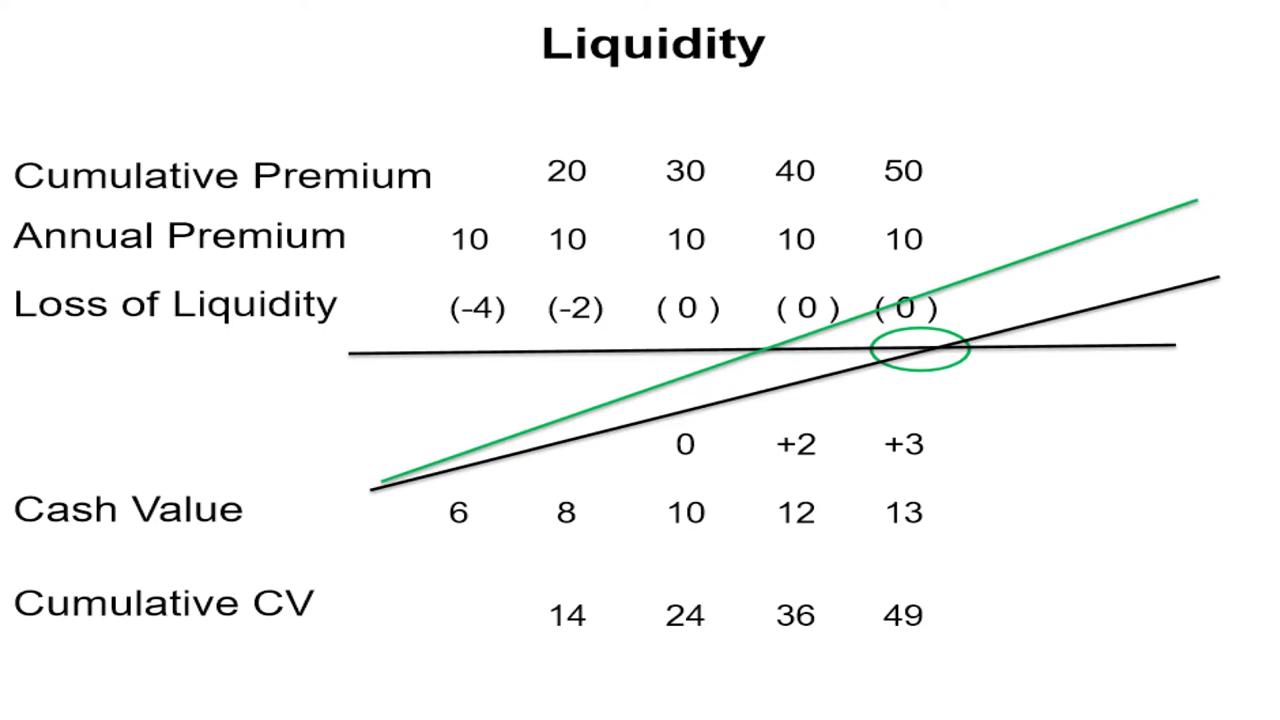 Liquidity
Cumulative Premium 20 30 40 50
Annual Premium 10 10 10 10 10
Loss of Liquidity (-4) (-2) ( 0 ) ( 0 ) ( 0 )
0 +2 +3
Cash Value 6 8 10 12 13
Cumulative CV 14 24 36 49